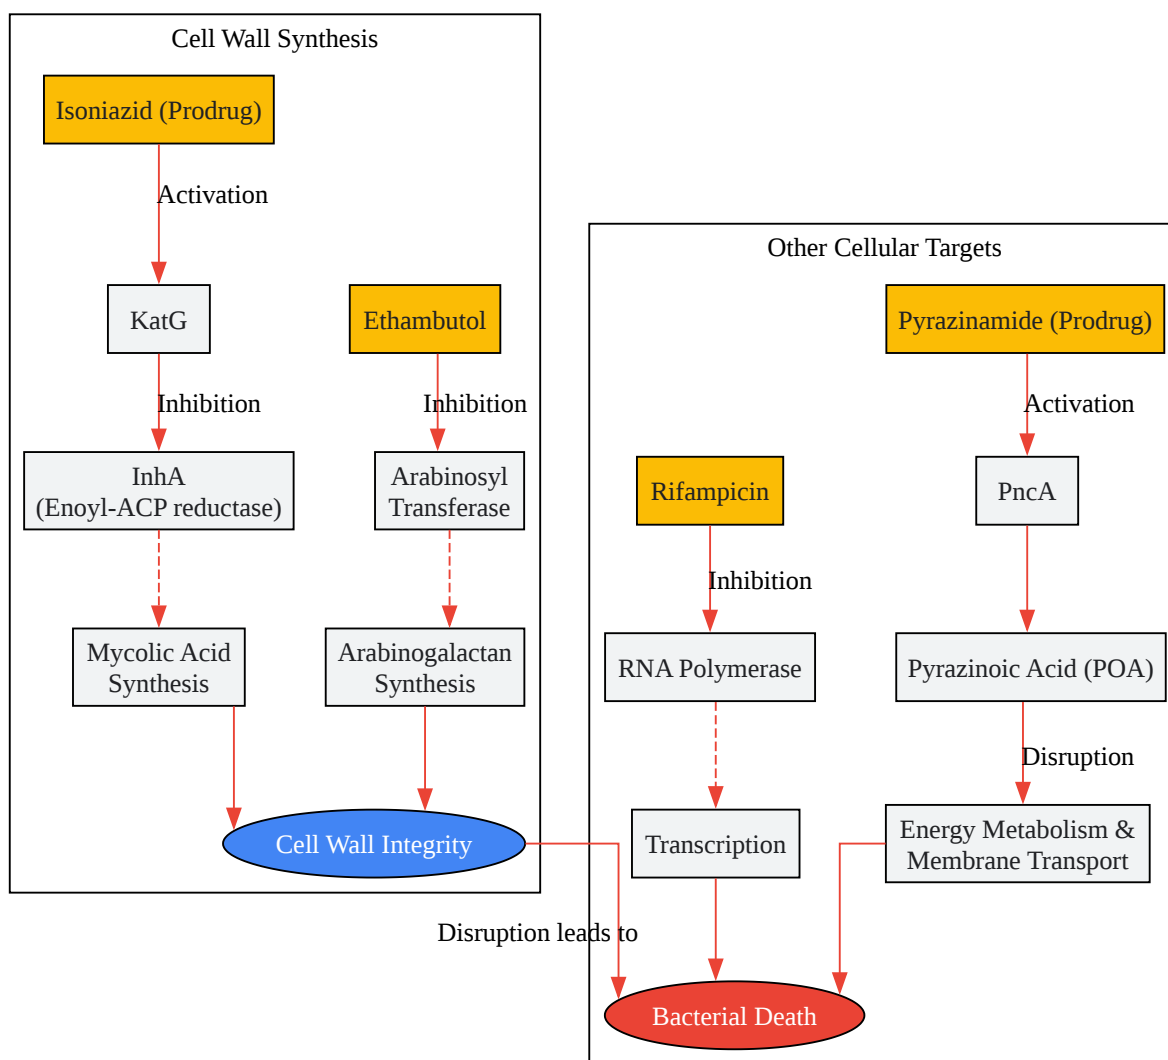 Cell Wall Synthesis
Isoniazid (Prodrug)
Activation
KatG
Inhibition
InhA
(Enoyl-ACP reductase)
Mycolic Acid
Synthesis
Ethambutol
Inhibition
Arabinosyl
Transferase
Arabinogalactan
Synthesis
Cell Wall Integrity
Disruption leads to
Other Cellular Targets
Rifampicin
Inhibition
RNA Polymerase
Transcription
Pyrazinamide (Prodrug)
Activation
PncA
Pyrazinoic Acid (POA)
Disruption
Energy Metabolism &
Membrane Transport
Bacterial Death